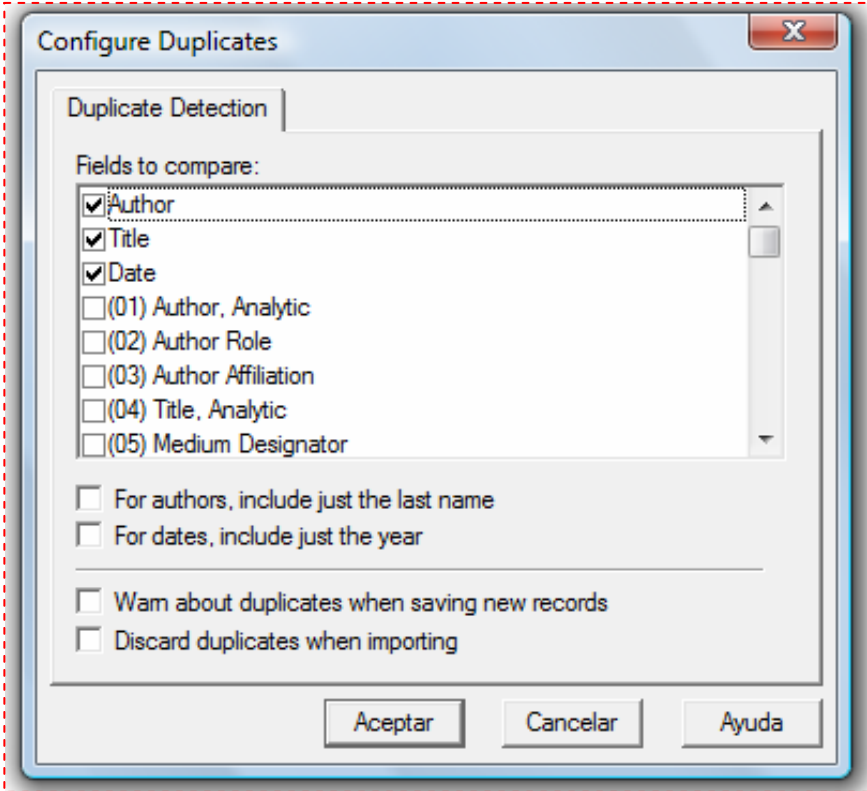 Configure Duplicates
Duplicate Detection
Fields to compare:
Author
Title
Date
(01) Author, Analytic
(02) Author Role
(03) Author Affiliation
(04) Title, Analytic
(05) Medium Designator
For authors, include just the last name
For dates, include just the year
Warn about duplicates when saving new records
Discard duplicates when importing
Aceptar Cancelar Ayuda